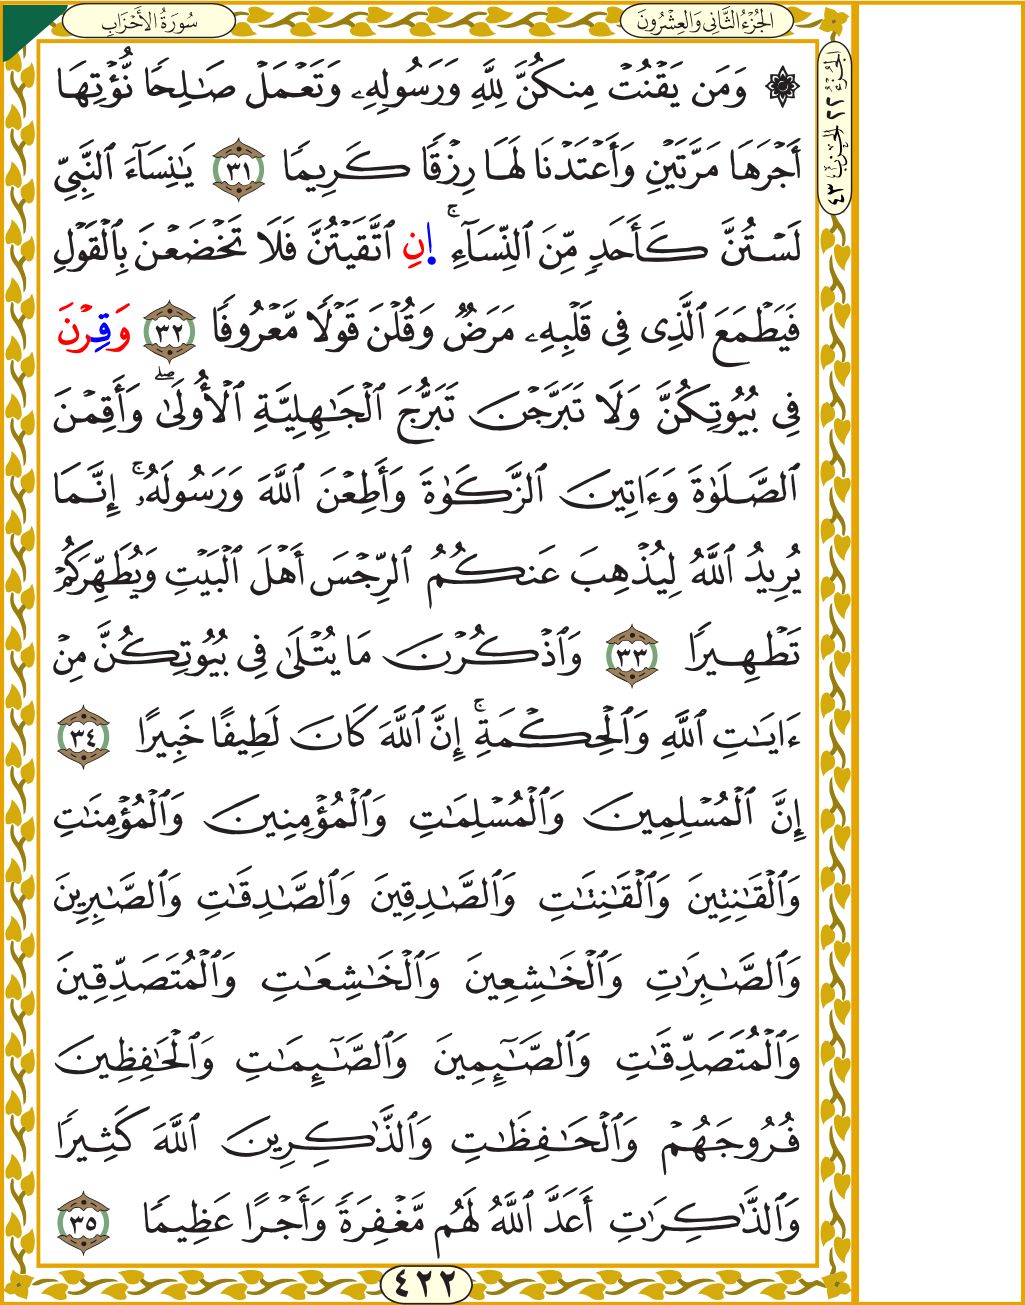 سُورَةُ الأَحْزَابِ
الجُزْءُ الثَّانِي وَالعِشْرُونَ
الجزء ٢٢ الحزب ٤٣
۞ وَمَن يَقْنُتْ مِنكُنَّ لِلَّهِ وَرَسُولِهِۦ وَتَعْمَلْ صَـٰلِحًا نُّؤْتِهَا
أَجْرَهَا مَرَّتَيْنِ وَأَعْتَدْنَا لَهَا رِزْقًا كَرِيمًا ٣١ يَـٰنِسَآءَ ٱلنَّبِيِّ
لَسْتُنَّ كَأَحَدٍ مِّنَ ٱلنِّسَآءِ ۚ اِنِ ٱتَّقَيْتُنَّ فَلَا تَخْضَعْنَ بِٱلْقَوْلِ
فَيَطْمَعَ ٱلَّذِى فِى قَلْبِهِۦ مَرَضٌ وَقُلْنَ قَوْلًا مَّعْرُوفًا ٣٢ وَقِرْنَ
فِى بُيُوتِكُنَّ وَلَا تَبَرَّجْنَ تَبَرُّجَ ٱلْجَـٰهِلِيَّةِ ٱلْأُولَىٰ ۖ وَأَقِمْنَ
ٱلصَّلَوٰةَ وَءَاتِينَ ٱلزَّكَوٰةَ وَأَطِعْنَ ٱللَّهَ وَرَسُولَهُۥٓ ۚ إِنَّمَا
يُرِيدُ ٱللَّهُ لِيُذْهِبَ عَنكُمُ ٱلرِّجْسَ أَهْلَ ٱلْبَيْتِ وَيُطَهِّرَكُمْ
تَطْهِيرًا ٣٣ وَٱذْكُرْنَ مَا يُتْلَىٰ فِى بُيُوتِكُنَّ مِنْ
ءَايَـٰتِ ٱللَّهِ وَٱلْحِكْمَةِ ۚ إِنَّ ٱللَّهَ كَانَ لَطِيفًا خَبِيرًا ٣٤
إِنَّ ٱلْمُسْلِمِينَ وَٱلْمُسْلِمَـٰتِ وَٱلْمُؤْمِنِينَ وَٱلْمُؤْمِنَـٰتِ
وَٱلْقَـٰنِتِينَ وَٱلْقَـٰنِتَـٰتِ وَٱلصَّـٰدِقِينَ وَٱلصَّـٰدِقَـٰتِ وَٱلصَّـٰبِرِينَ
وَٱلصَّـٰبِرَٰتِ وَٱلْخَـٰشِعِينَ وَٱلْخَـٰشِعَـٰتِ وَٱلْمُتَصَدِّقِينَ
وَٱلْمُتَصَدِّقَـٰتِ وَٱلصَّـٰٓئِمِينَ وَٱلصَّـٰٓئِمَـٰتِ وَٱلْحَـٰفِظِينَ
فُرُوجَهُمْ وَٱلْحَـٰفِظَـٰتِ وَٱلذَّٰكِرِينَ ٱللَّهَ كَثِيرًا
وَٱلذَّٰكِرَٰتِ أَعَدَّ ٱللَّهُ لَهُم مَّغْفِرَةً وَأَجْرًا عَظِيمًا ٣٥
٤٢٢